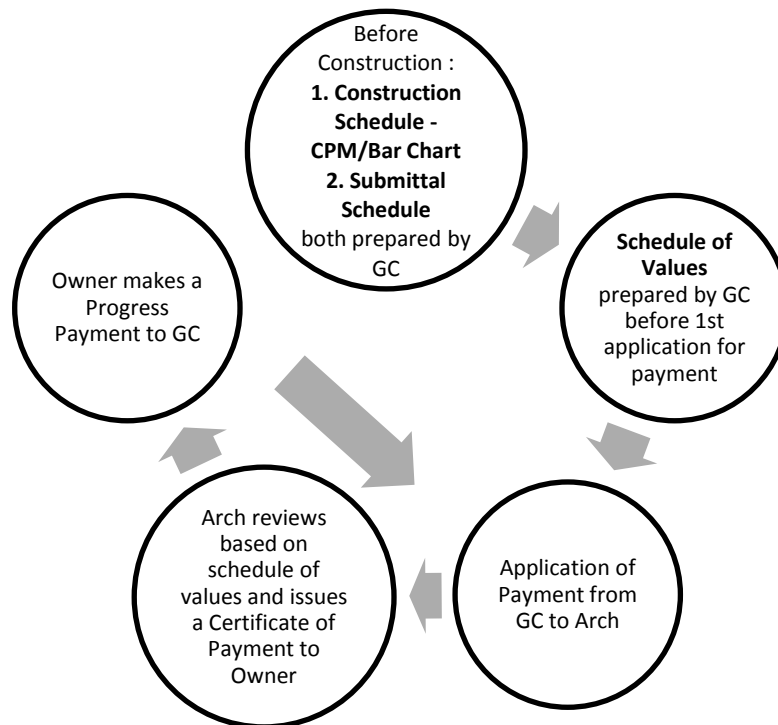 Before
Construction :
1. Construction
Schedule -
CPM/Bar Chart
2. Submittal
Schedule
both prepared by
GC
Schedule of
Values
prepared by GC
before 1st
application for
payment
Application of
Payment from
GC to Arch
Arch reviews
based on
schedule of
values and issues
a Certificate of
Payment to
Owner
Owner makes a
Progress
Payment to GC